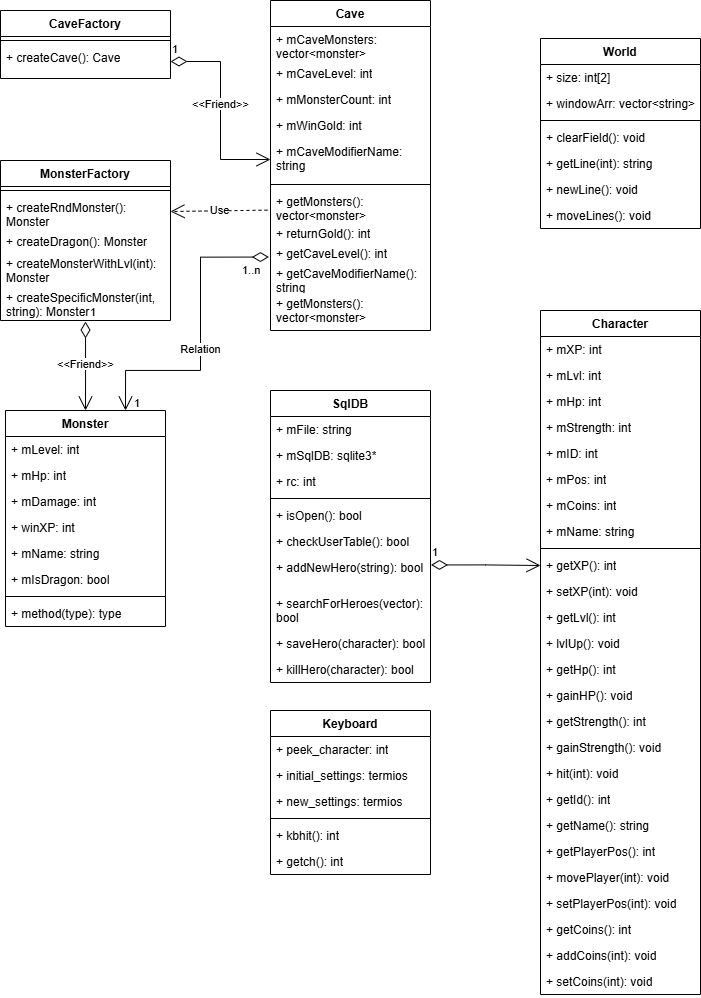 CaveFactory
+ createCave(): Cave
1
<<Friend>>
Cave
+ mCaveMonsters:
vector<monster>
+ mCaveLevel: int
+ mMonsterCount: int
+ mWinGold: int
+ mCaveModifierName:
string
+ getMonsters():
vector<monster>
+ returnGold(): int
+ getCaveLevel(): int
+ getCaveModifierName():
string
+ getMonsters():
vector<monster>
World
+ size: int[2]
+ windowArr: vector<string>
+ clearField(): void
+ getLine(int): string
+ newLine(): void
+ moveLines(): void
MonsterFactory
+ createRndMonster():
Monster
+ createDragon(): Monster
+ createMonsterWithLvl(int):
Monster
+ createSpecificMonster(int,
string): Monster1
Use
1..n
Relation
<<Friend>>
1
Monster
+ mLevel: int
+ mHp: int
+ mDamage: int
+ winXP: int
+ mName: string
+ mIsDragon: bool
+ method(type): type
SqlDB
+ mFile: string
+ mSqlDB: sqlite3*
+ rc: int
+ isOpen(): bool
+ checkUserTable(): bool
+ addNewHero(string): bool
+ searchForHeroes(vector):
bool
+ saveHero(character): bool
+ killHero(character): bool
1
Character
+ mXP: int
+ mLvl: int
+ mHp: int
+ mStrength: int
+ mID: int
+ mPos: int
+ mCoins: int
+ mName: string
+ getXP(): int
+ setXP(int): void
+ getLvl(): int
+ lvlUp(): void
+ getHp(): int
+ gainHP(): void
+ getStrength(): int
+ gainStrength(): void
+ hit(int): void
+ getId(): int
+ getName(): string
+ getPlayerPos(): int
+ movePlayer(int): void
+ setPlayerPos(int): void
+ getCoins(): int
+ addCoins(int): void
+ setCoins(int): void
Keyboard
+ peek_character: int
+ initial_settings: termios
+ new_settings: termios
+ kbhit(): int
+ getch(): int